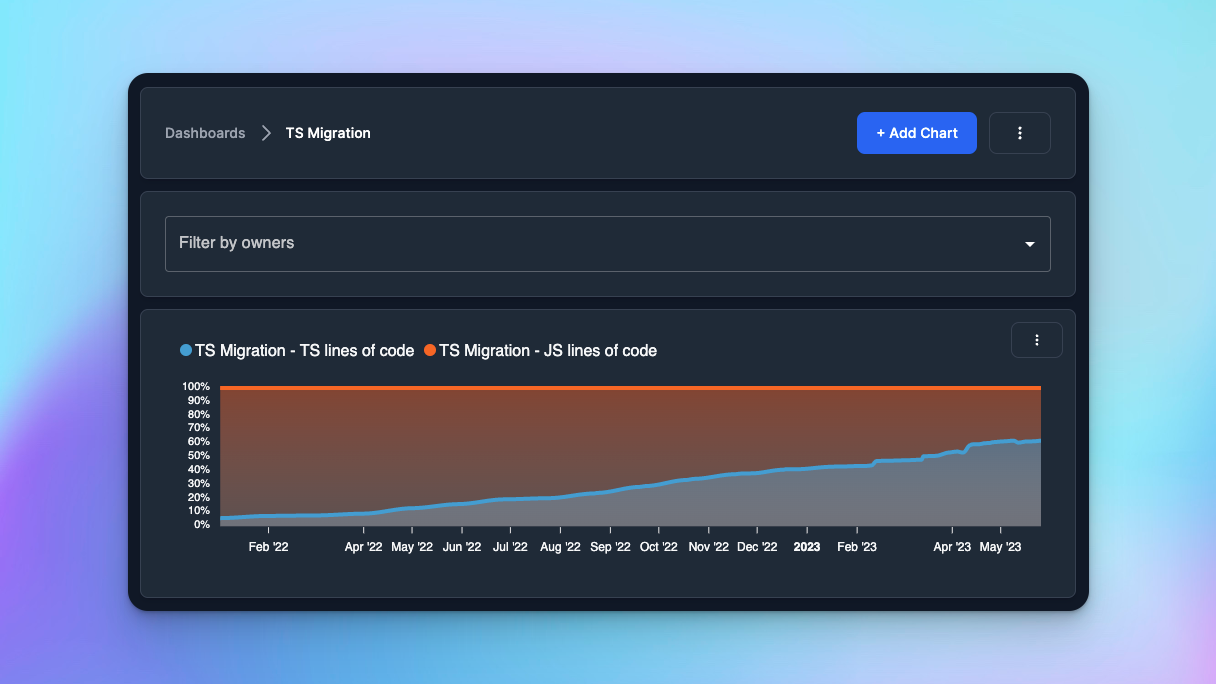 Dashboards > TS Migration
+ Add Chart
Filter by owners
TS Migration - TS lines of code TS Migration - JS lines of code
100%
90%
80%
70%
60%
50%
40%
30%
20%
10%
0%
Feb '22 Apr '22 May '22 Jun '22 Jul '22 Aug '22 Sep '22 Oct '22 Nov '22 Dec '22 2023 Feb '23 Apr '23 May '23